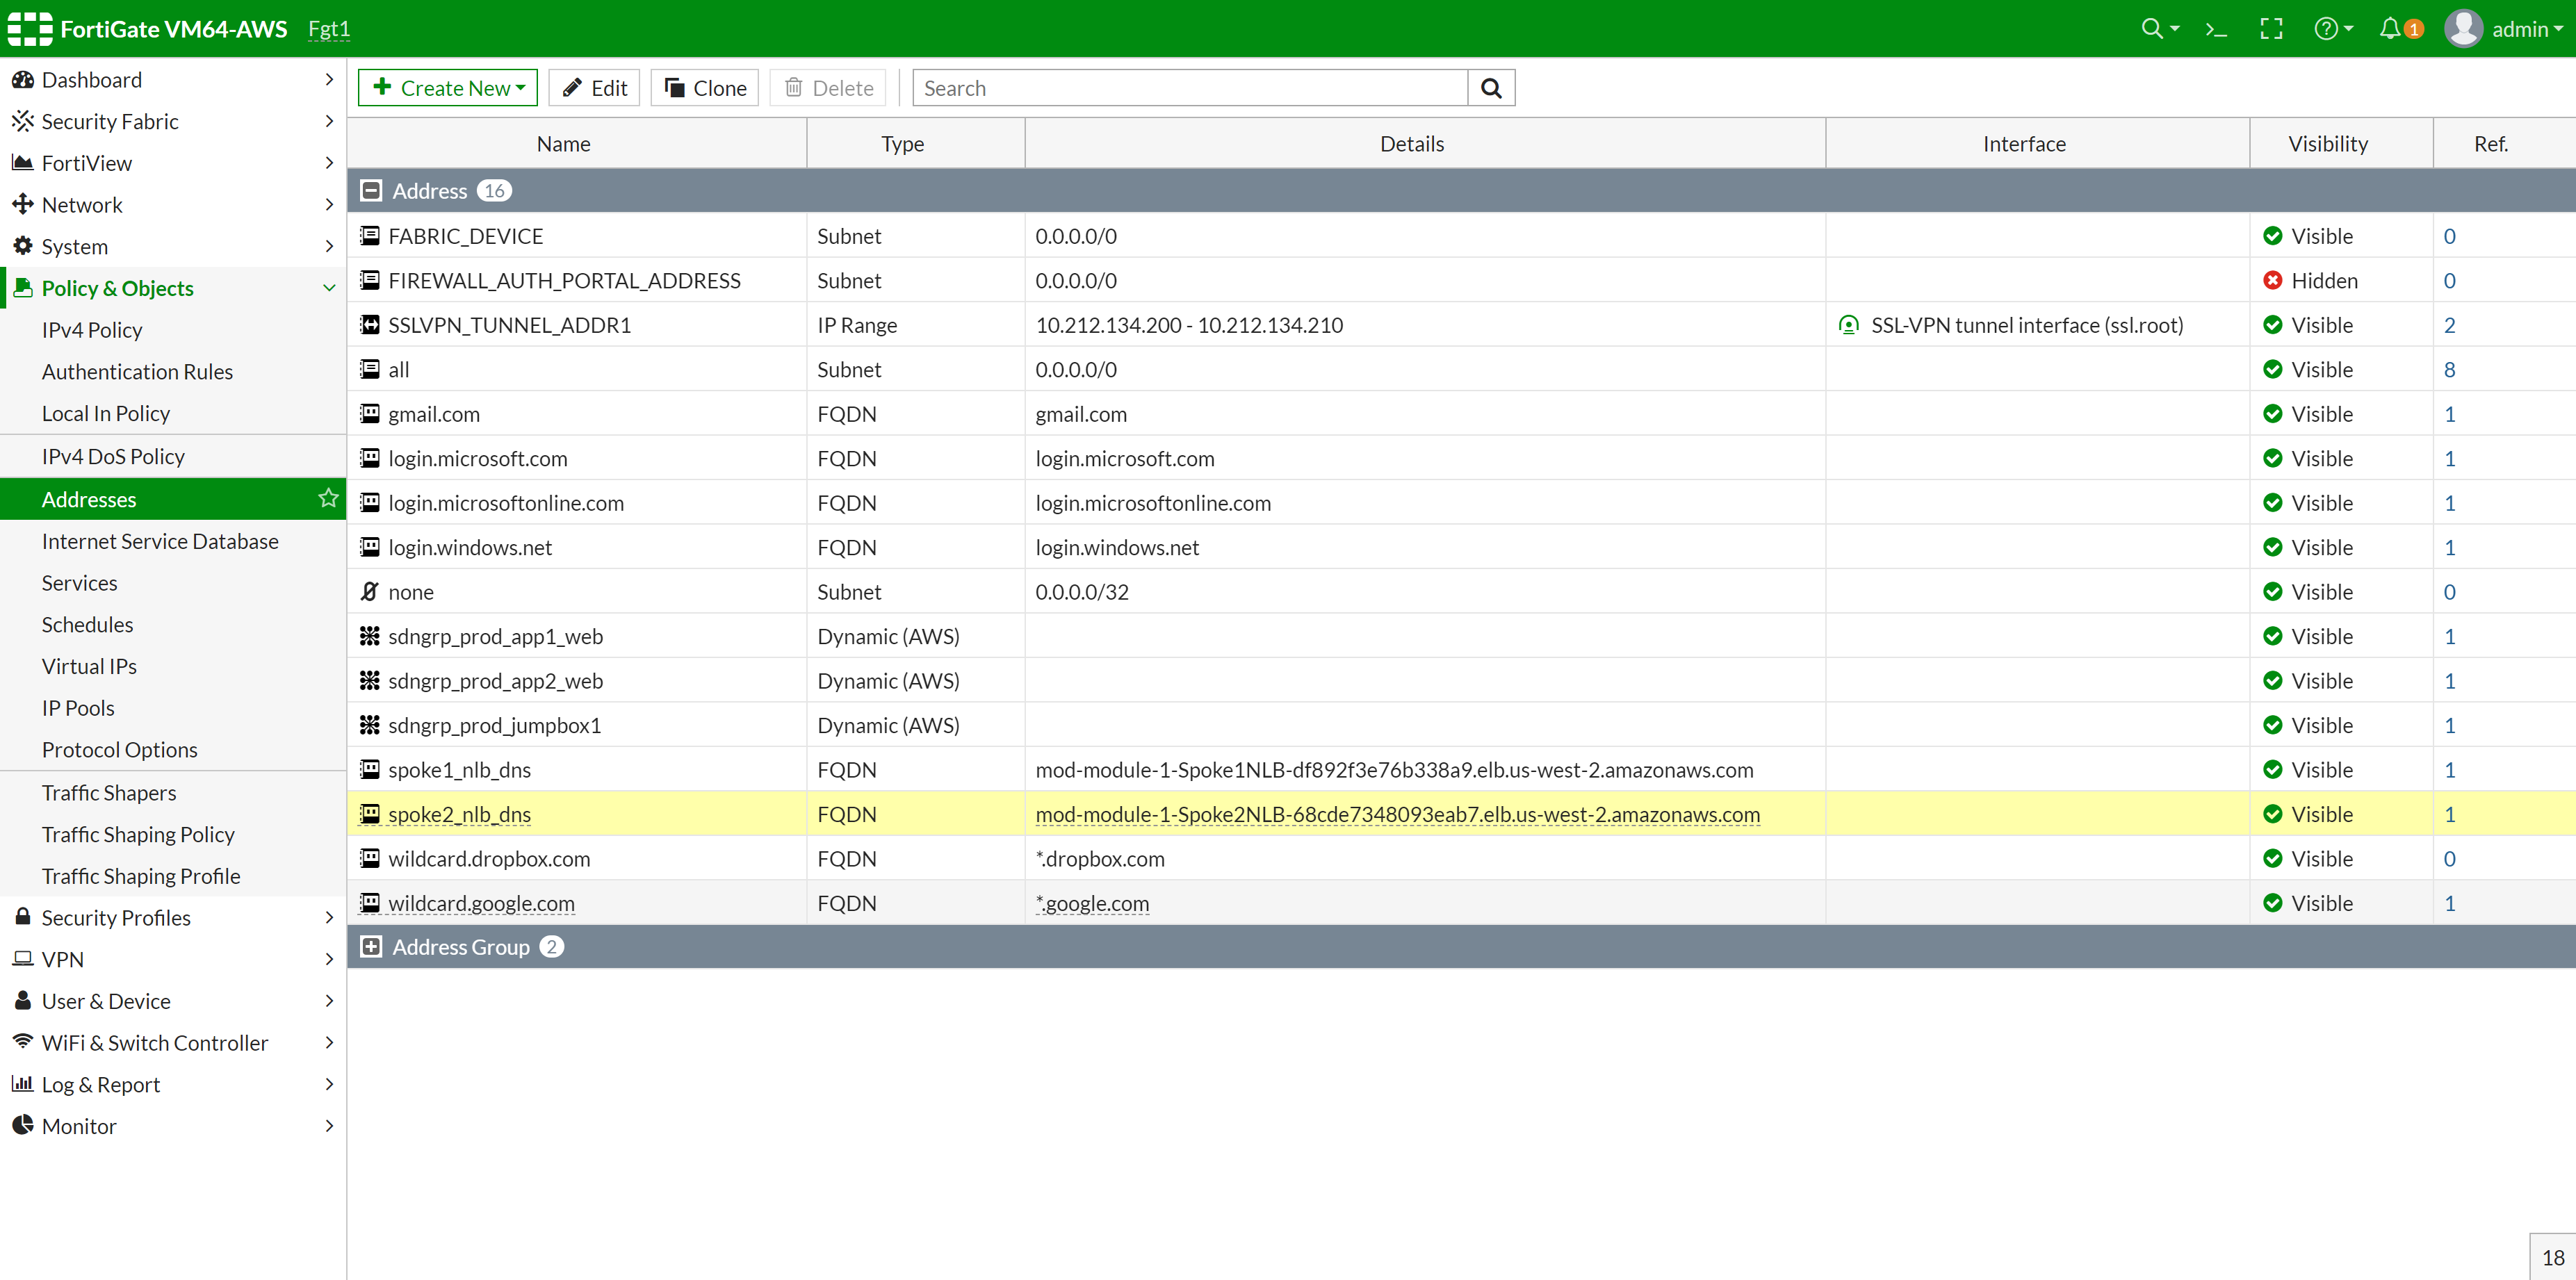 FortiGate VM64-AWS Fgt1 1 admin
Dashboard
Security Fabric
FortiView
Network
System
Policy & Objects
IPv4 Policy
Authentication Rules
Local In Policy
IPv4 DoS Policy
Addresses
Internet Service Database
Services
Schedules
Virtual IPs
IP Pools
Protocol Options
Traffic Shapers
Traffic Shaping Policy
Traffic Shaping Profile
Security Profiles
VPN
User & Device
WiFi & Switch Controller
Log & Report
Monitor
Create New Edit Clone Delete Search
Name Type Details Interface Visibility Ref.
Address 16
FABRIC_DEVICE Subnet 0.0.0.0/0 Visible 0
FIREWALL_AUTH_PORTAL_ADDRESS Subnet 0.0.0.0/0 Hidden 0
SSLVPN_TUNNEL_ADDR1 IP Range 10.212.134.200 - 10.212.134.210 SSL-VPN tunnel interface (ssl.root) Visible 2
all Subnet 0.0.0.0/0 Visible 8
gmail.com FQDN gmail.com Visible 1
login.microsoft.com FQDN login.microsoft.com Visible 1
login.microsoftonline.com FQDN login.microsoftonline.com Visible 1
login.windows.net FQDN login.windows.net Visible 1
none Subnet 0.0.0.0/32 Visible 0
sdngrp_prod_app1_web Dynamic (AWS) Visible 1
sdngrp_prod_app2_web Dynamic (AWS) Visible 1
sdngrp_prod_jumpbox1 Dynamic (AWS) Visible 1
spoke1_nlb_dns FQDN mod-module-1-Spoke1NLB-df892f3e76b338a9.elb.us-west-2.amazonaws.com Visible 1
spoke2_nlb_dns FQDN mod-module-1-Spoke2NLB-68cde7348093eab7.elb.us-west-2.amazonaws.com Visible 1
wildcard.dropbox.com FQDN *.dropbox.com Visible 0
wildcard.google.com FQDN *.google.com Visible 1
Address Group 2
18